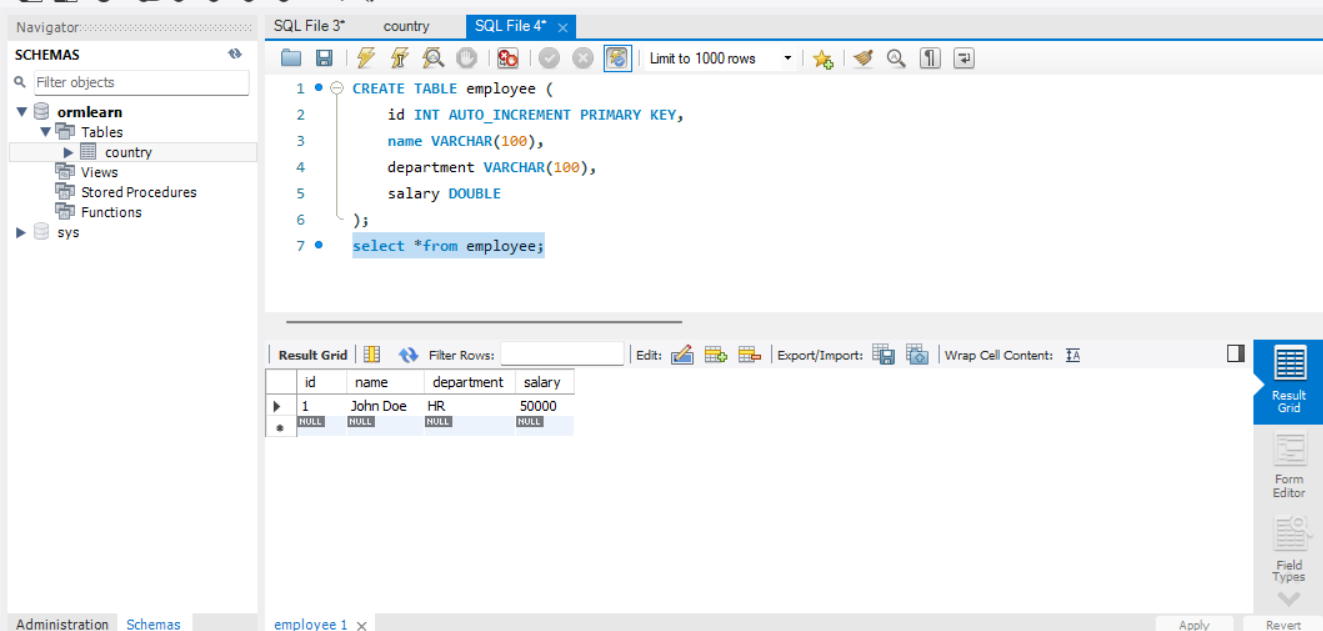 Navigator
SCHEMAS
Filter objects
ormlearn
Tables
country
Views
Stored Procedures
Functions
sys
Administration Schemas
SQL File 3* country SQL File 4*
Limit to 1000 rows
1 CREATE TABLE employee (
2 id INT AUTO_INCREMENT PRIMARY KEY,
3 name VARCHAR(100),
4 department VARCHAR(100),
5 salary DOUBLE
6 );
7 select *from employee;
Result Grid Filter Rows: Edit: Export/Import: Wrap Cell Content: IA
id name department salary
1 John Doe HR 50000
NULL NULL NULL NULL
Result
Grid
Form
Editor
Field
Types
employee 1 Apply Revert